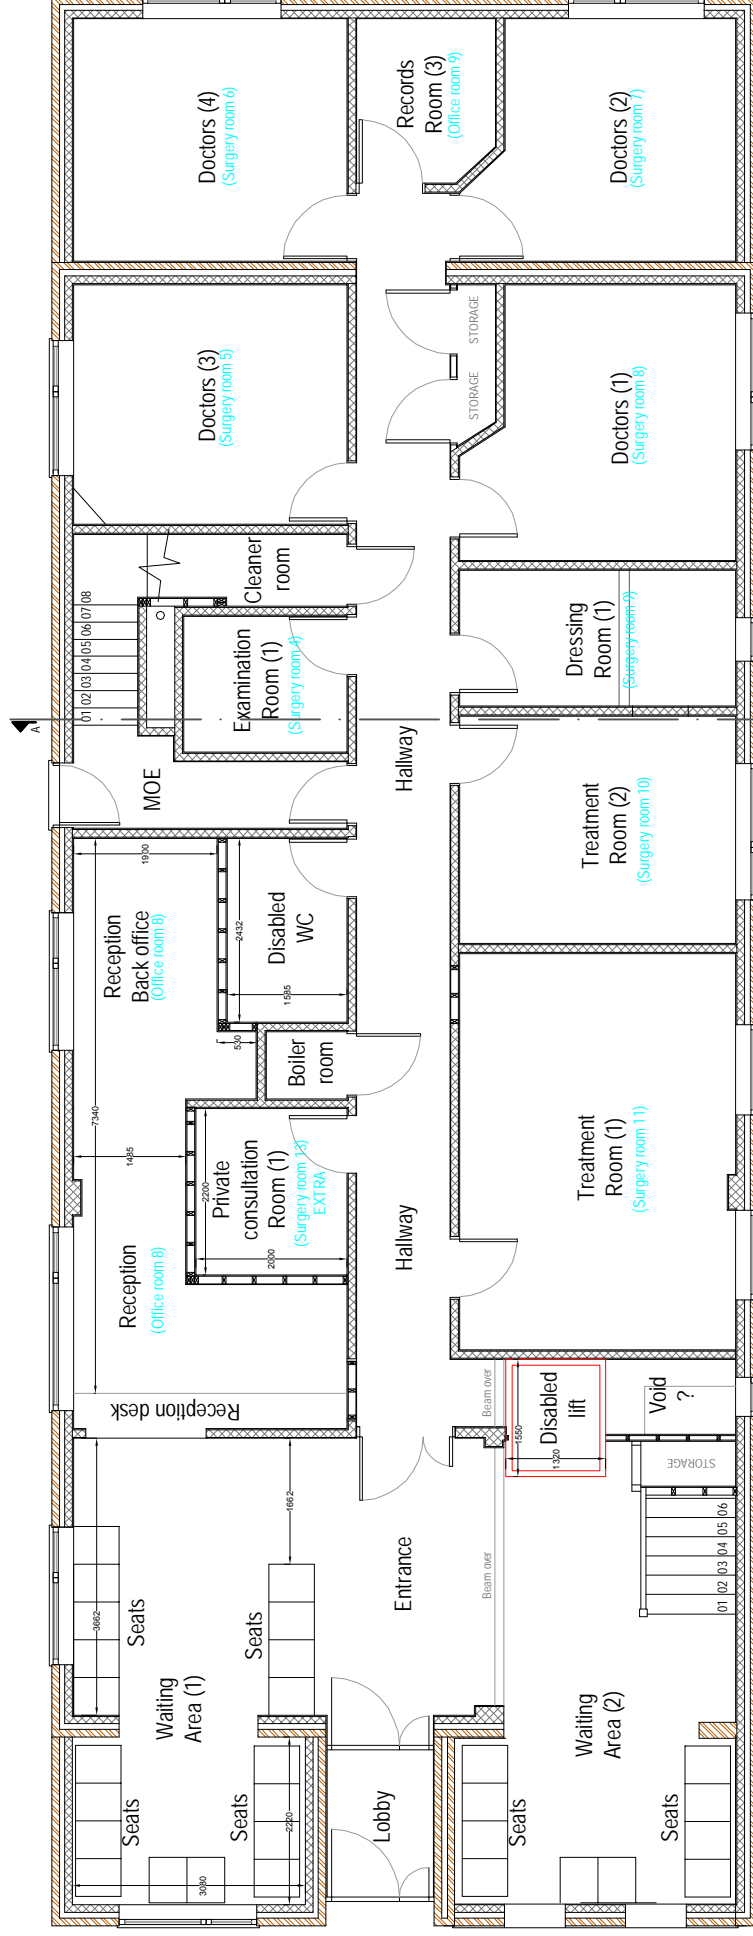 Doctors (4)
(Surgery room 6)
Records
Room (3)
(Office room 9)
Doctors (2)
(Surgery room 7)
Doctors (3)
(Surgery room 5)
STORAGE
STORAGE
Doctors (1)
(Surgery room 8)
Cleaner
room
01 02 03 04 05 06 07 08
Examination
Room (1)
(Surgery room 4)
Dressing
Room (1)
(Surgery room 9)
A
MOE
Hallway
Treatment
Room (2)
(Surgery room 10)
1900
Reception
Back office
(Office room 8)
2432
Disabled
WC
1585
530
Boiler
room
7340
1485
2200
Private
consultation
Room (1)
(Surgery room 13)
EXTRA
2000
Reception
(Office room 8)
Hallway
Treatment
Room (1)
(Surgery room 11)
Reception desk
Beam over
Disabled
lift
1550
1320
Void
?
STORAGE
1662
3662
Seats
Seats
Entrance
Beam over
01 02 03 04 05 06
Waiting
Area (1)
Waiting
Area (2)
Seats
Seats
2220
3080
Lobby
Seats
Seats